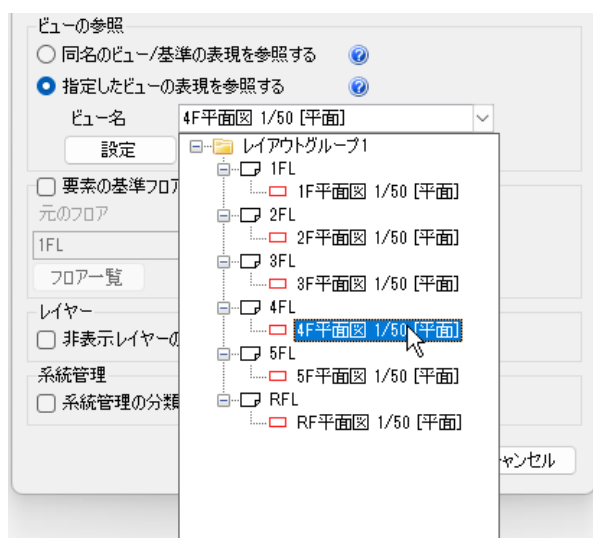 ビューの参照
同名のビュー/基準の表現を参照する
指定したビューの表現を参照する
ビュー名 4F平面図 1/50 [平面]
設定
レイアウトグループ1
1FL
1F平面図 1/50 [平面]
2FL
2F平面図 1/50 [平面]
3FL
3F平面図 1/50 [平面]
4FL
4F平面図 1/50 [平面]
5FL
5F平面図 1/50 [平面]
RFL
RF平面図 1/50 [平面]
要素の基準フロア
元のフロア
1FL
フロア一覧
レイヤー
非表示レイヤーの
系統管理
系統管理の分類
キャンセル